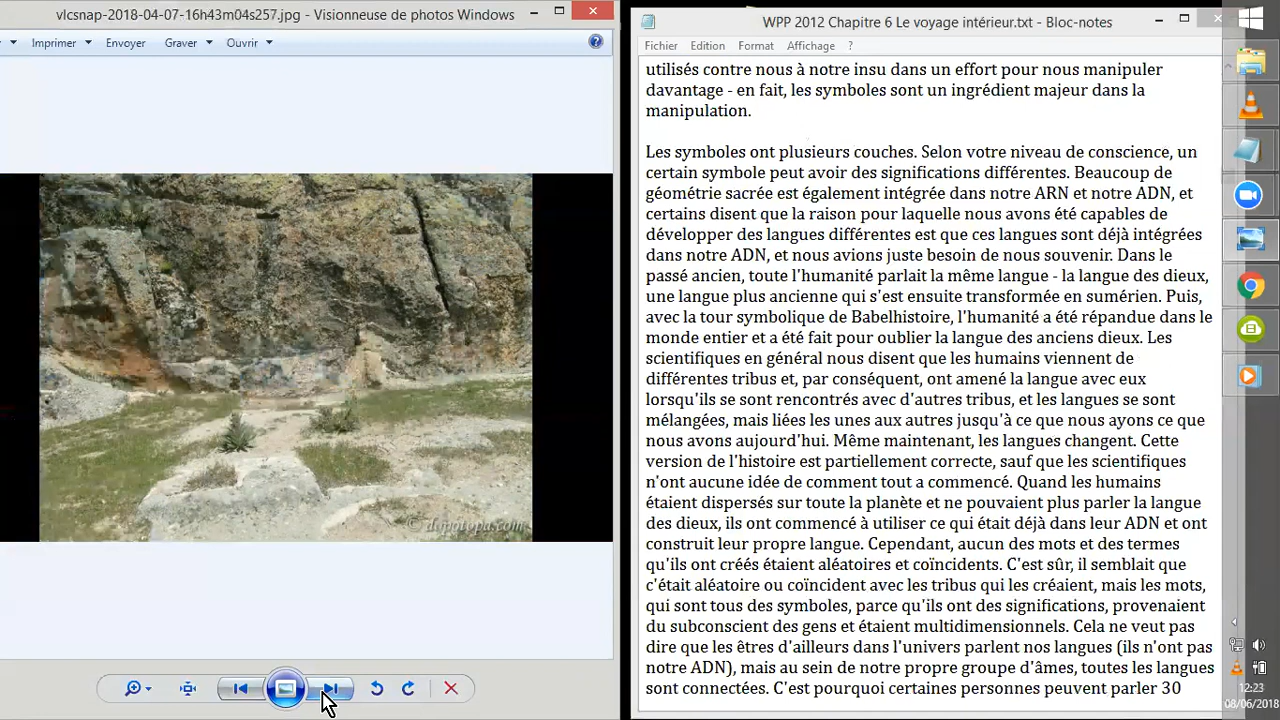 vlcsnap-2018-04-07-16h43m04s257.jpg - Visionneuse de photos Windows
Imprimer Envoyer Graver Ouvrir
© depotopa.com
WPP 2012 Chapitre 6 Le voyage intérieur.txt - Bloc-notes
Fichier Edition Format Affichage ?
utilisés contre nous à notre insu dans un effort pour nous manipuler
davantage - en fait, les symboles sont un ingrédient majeur dans la
manipulation.
Les symboles ont plusieurs couches. Selon votre niveau de conscience, un
certain symbole peut avoir des significations différentes. Beaucoup de
géométrie sacrée est également intégrée dans notre ARN et notre ADN, et
certains disent que la raison pour laquelle nous avons été capables de
développer des langues différentes est que ces langues sont déjà intégrées
dans notre ADN, et nous avions juste besoin de nous souvenir. Dans le
passé ancien, toute l'humanité parlait la même langue - la langue des dieux,
une langue plus ancienne qui s'est ensuite transformée en sumérien. Puis,
avec la tour symbolique de Babelhistoire, l'humanité a été répandue dans le
monde entier et a été fait pour oublier la langue des anciens dieux. Les
scientifiques en général nous disent que les humains viennent de
différentes tribus et, par conséquent, ont amené la langue avec eux
lorsqu'ils se sont rencontrés avec d'autres tribus, et les langues se sont
mélangées, mais liées les unes aux autres jusqu'à ce que nous ayons ce que
nous avons aujourd'hui. Même maintenant, les langues changent. Cette
version de l'histoire est partiellement correcte, sauf que les scientifiques
n'ont aucune idée de comment tout a commencé. Quand les humains
étaient dispersés sur toute la planète et ne pouvaient plus parler la langue
des dieux, ils ont commencé à utiliser ce qui était déjà dans leur ADN et ont
construit leur propre langue. Cependant, aucun des mots et des termes
qu'ils ont créés étaient aléatoires et coïncidents. C'est sûr, il semblait que
c'était aléatoire ou coïncident avec les tribus qui les créaient, mais les mots,
qui sont tous des symboles, parce qu'ils ont des significations, provenaient
du subconscient des gens et étaient multidimensionnels. Cela ne veut pas
dire que les êtres d'ailleurs dans l'univers parlent nos langues (ils n'ont pas
notre ADN), mais au sein de notre propre groupe d'âmes, toutes les langues
sont connectées. C'est pourquoi certaines personnes peuvent parler 30
12:23
08/06/2018